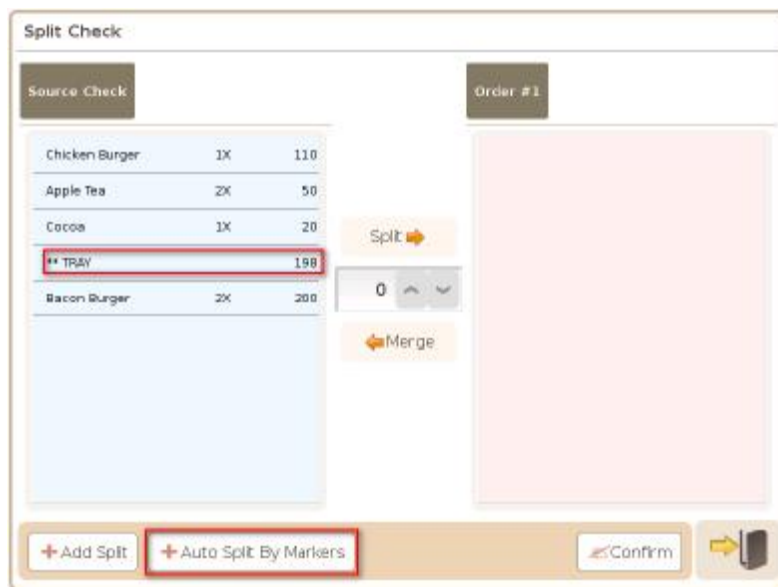 Split Check
Source Check
Order #1
Chicken Burger 1X 110
Apple Tea 2X 50
Cocoa 1X 20
** TRAY 198
Bacon Burger 2X 200
Split
0
Merge
Add Split
Auto Split By Markers
Confirm